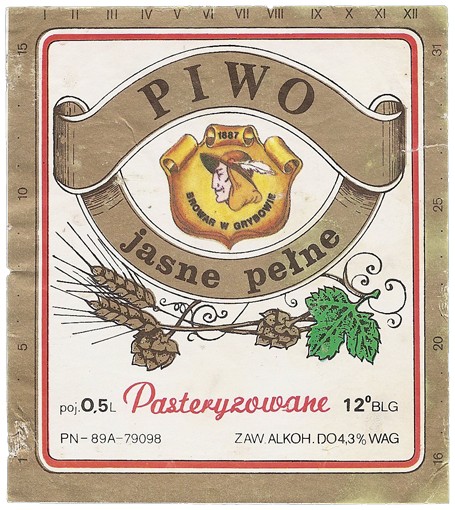 I II III IV V VI VII VIII IX X XI XII
15
10
5
1
31
25
20
16
PIWO
1887
BROWAR W GRYBOWIE
jasne pełne
poj. 0,5L Pasteryzowane 12° BLG
PN-89A-79098 ZAW. ALKOH. DO 4,3% WAG